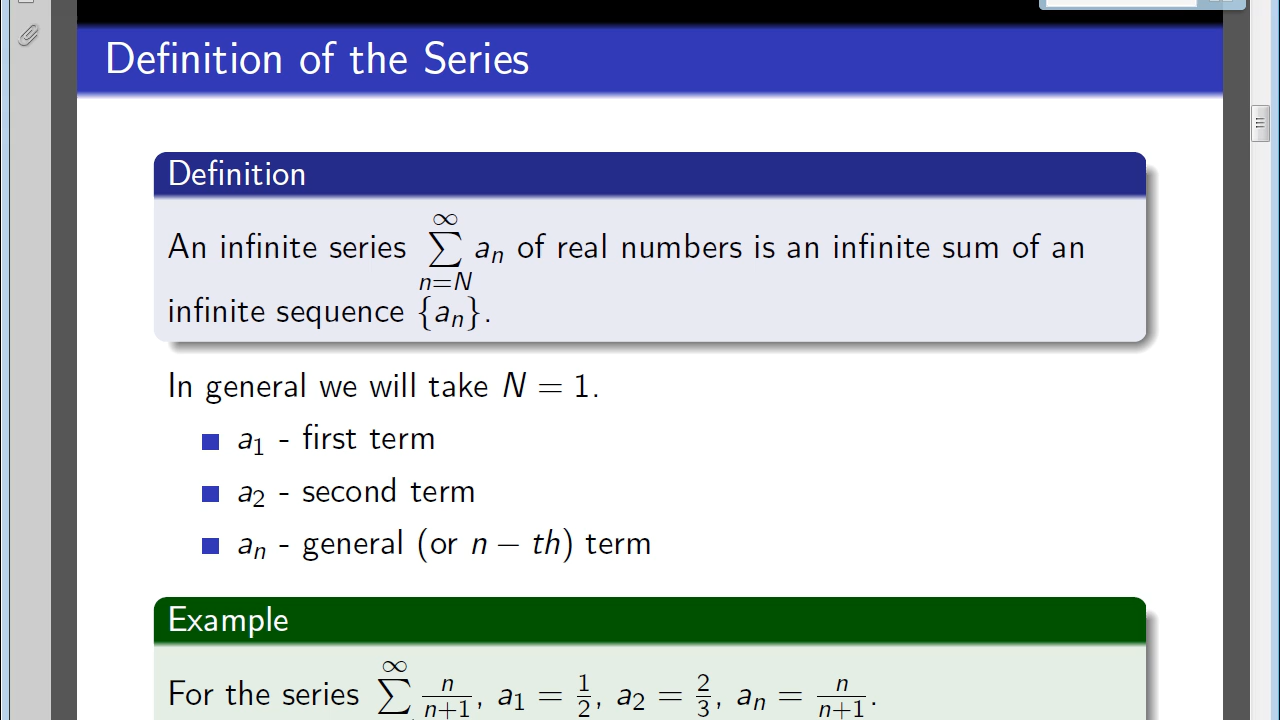 Definition of the Series
Definition
An infinite series ∑_{n=N}^{∞} a_n of real numbers is an infinite sum of an
infinite sequence {a_n}.
In general we will take N = 1.
■ a_1 - first term
■ a_2 - second term
■ a_n - general (or n − th) term
Example
For the series ∑^{∞} n/(n+1), a_1 = 1/2, a_2 = 2/3, a_n = n/(n+1).